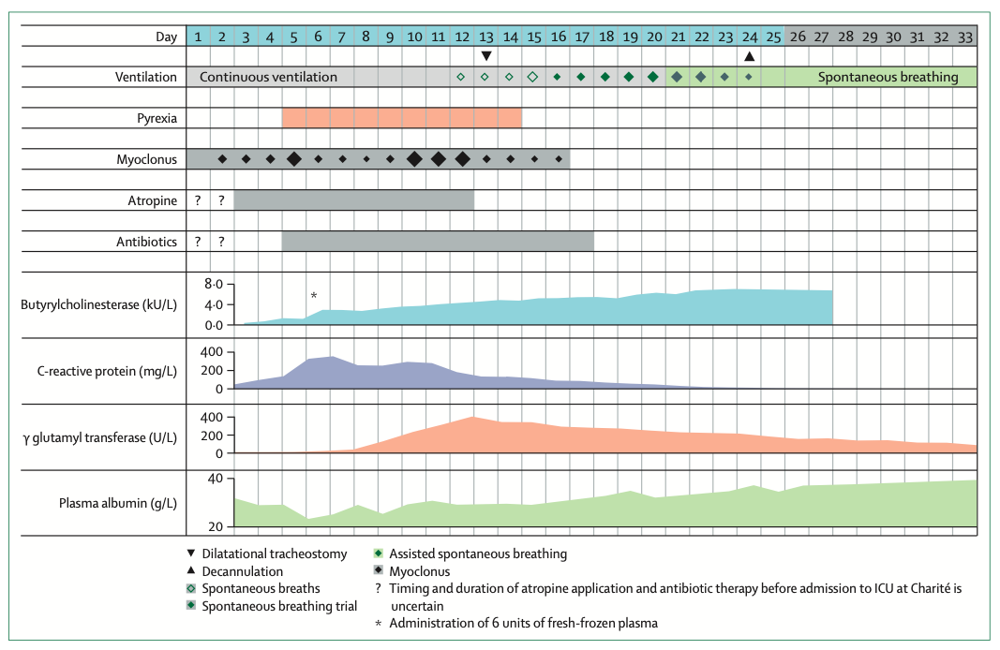 Day 1 2 3 4 5 6 7 8 9 10 11 12 13 14 15 16 17 18 19 20 21 22 23 24 25 26 27 28 29 30 31 32 33
Ventilation Continuous ventilation Spontaneous breathing
Pyrexia
Myoclonus
Atropine ? ?
Antibiotics ? ?
Butyrylcholinesterase (kU/L) 8·0 4·0 0·0 *
C-reactive protein (mg/L) 400 200 0
γ glutamyl transferase (U/L) 400 200 0
Plasma albumin (g/L) 40 20
Dilatational tracheostomy
Decannulation
Spontaneous breaths
Spontaneous breathing trial
Assisted spontaneous breathing
Myoclonus
? Timing and duration of atropine application and antibiotic therapy before admission to ICU at Charité is
uncertain
* Administration of 6 units of fresh-frozen plasma